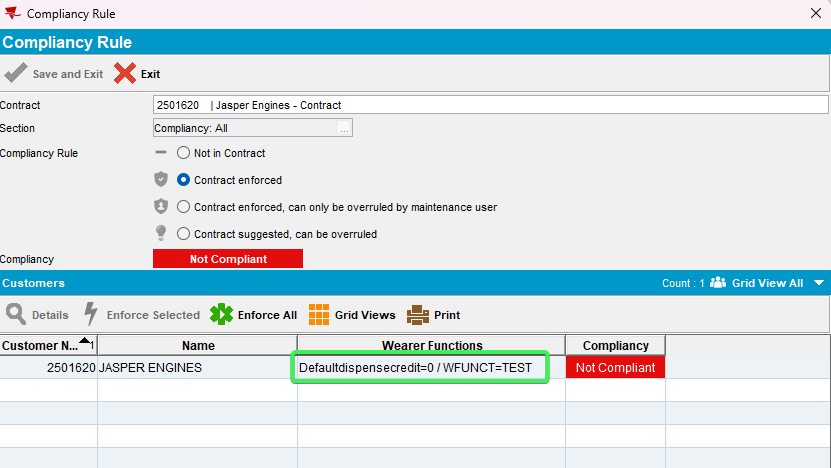 Compliancy Rule
Compliancy Rule
Save and Exit Exit
Contract 2501620 | Jasper Engines - Contract
Section Compliancy: All ...
Compliancy Rule Not in Contract
Contract enforced
Contract enforced, can only be overruled by maintenance user
Contract suggested, can be overruled
Compliancy Not Compliant
Customers Count : 1 Grid View All
Details Enforce Selected Enforce All Grid Views Print
Customer N... 1 Name Wearer Functions Compliancy
2501620 JASPER ENGINES Defaultdispensecredit=0 / WFUNCT=TEST Not Compliant